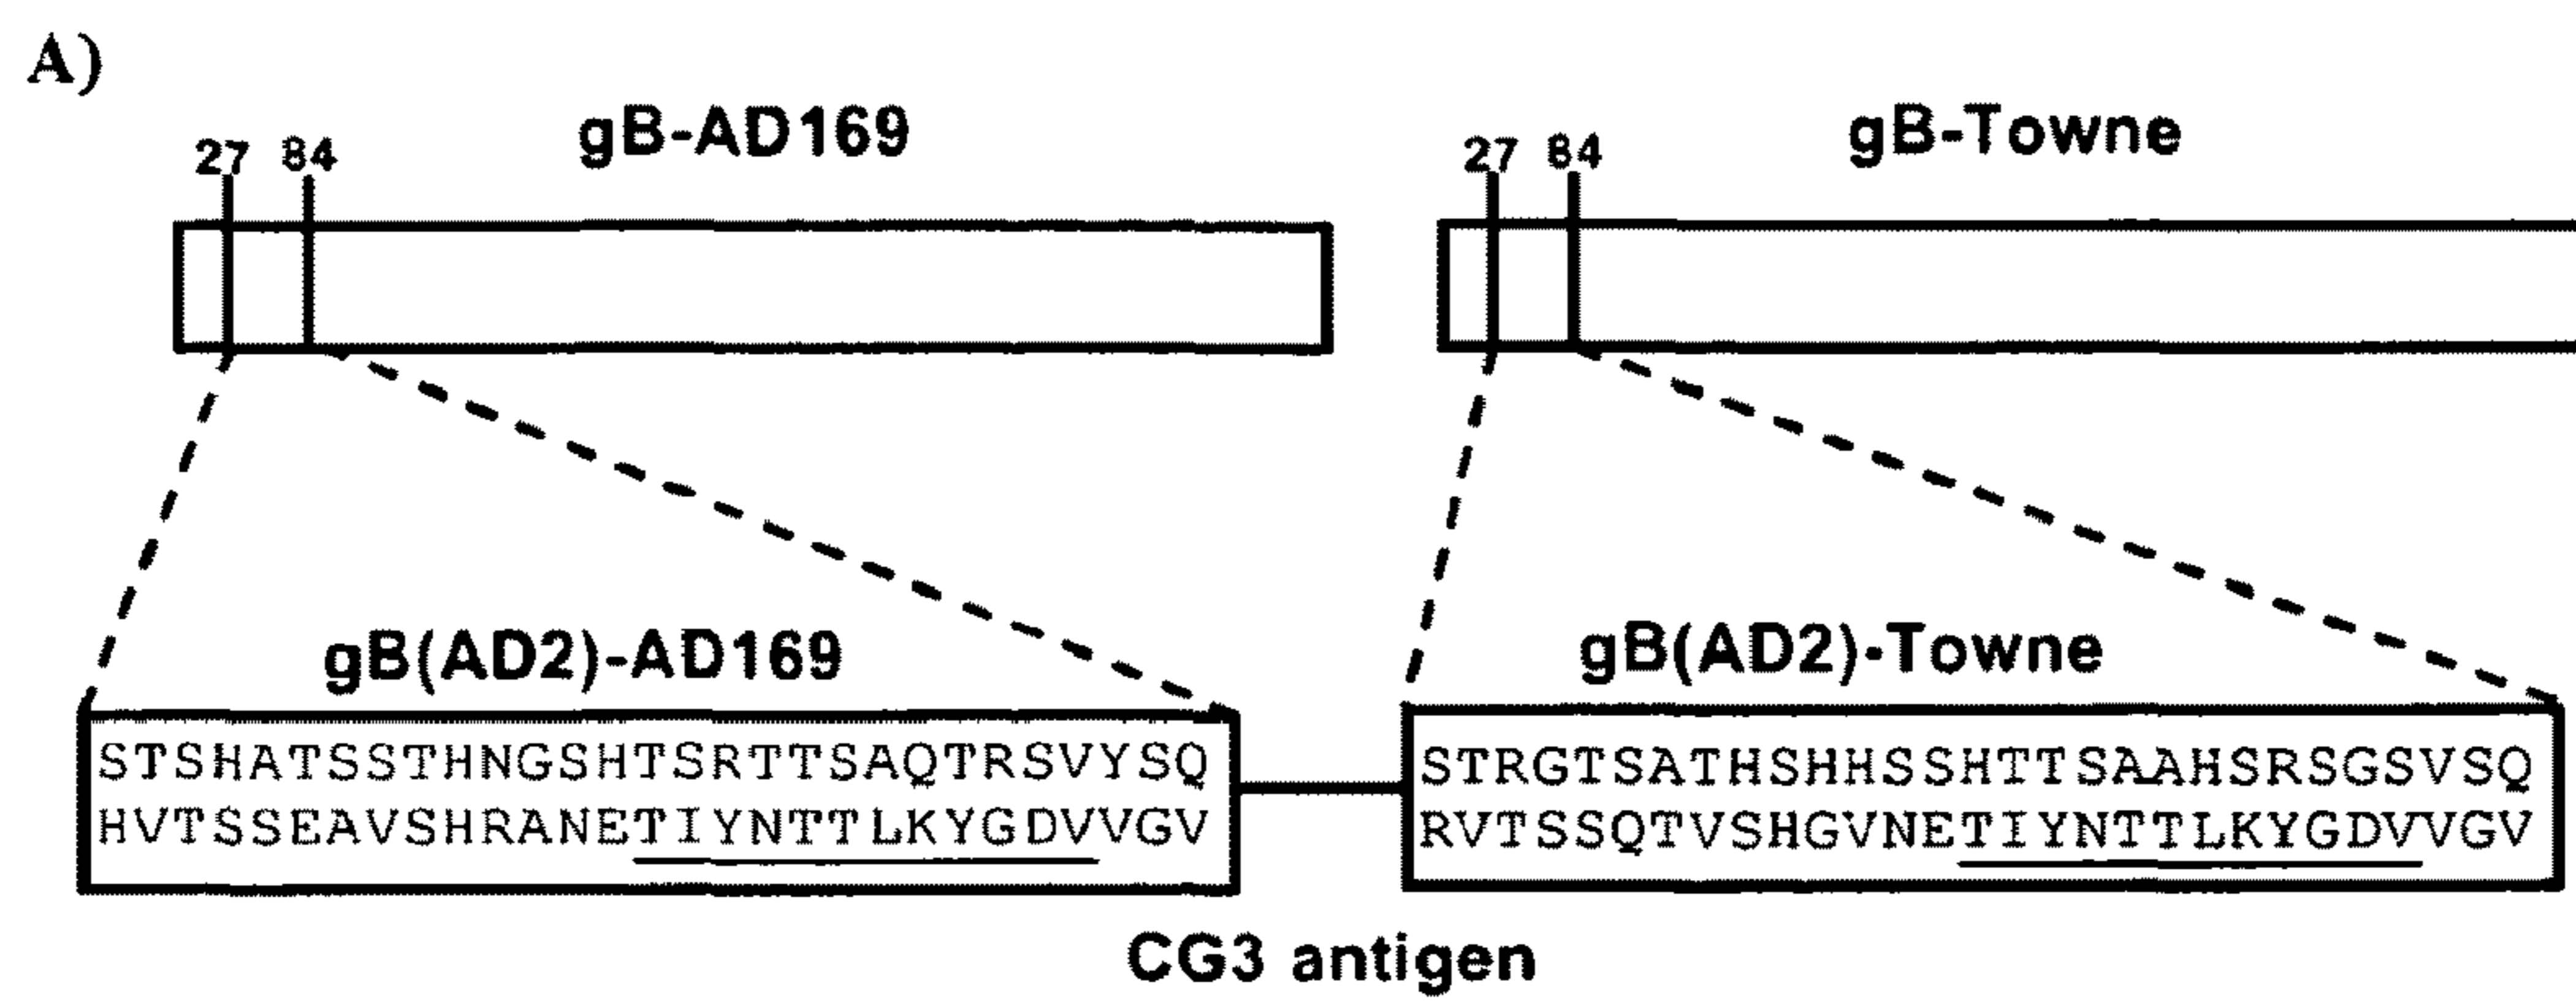 A)
gB-AD169
27 84
gB-Towne
27 84
gB(AD2)-AD169
STSHATSSTHNGSHTSRTTSAQTRSVYSQ
HVTSSEAVSHRANETIYNTTLKYGDVVGV
gB(AD2)-Towne
STRGTSATHSHHSSHTTSAAHSRSGSVSQ
RVTSSQTVSHGVNETIYNTTLKYGDVVGV
CG3 antigen